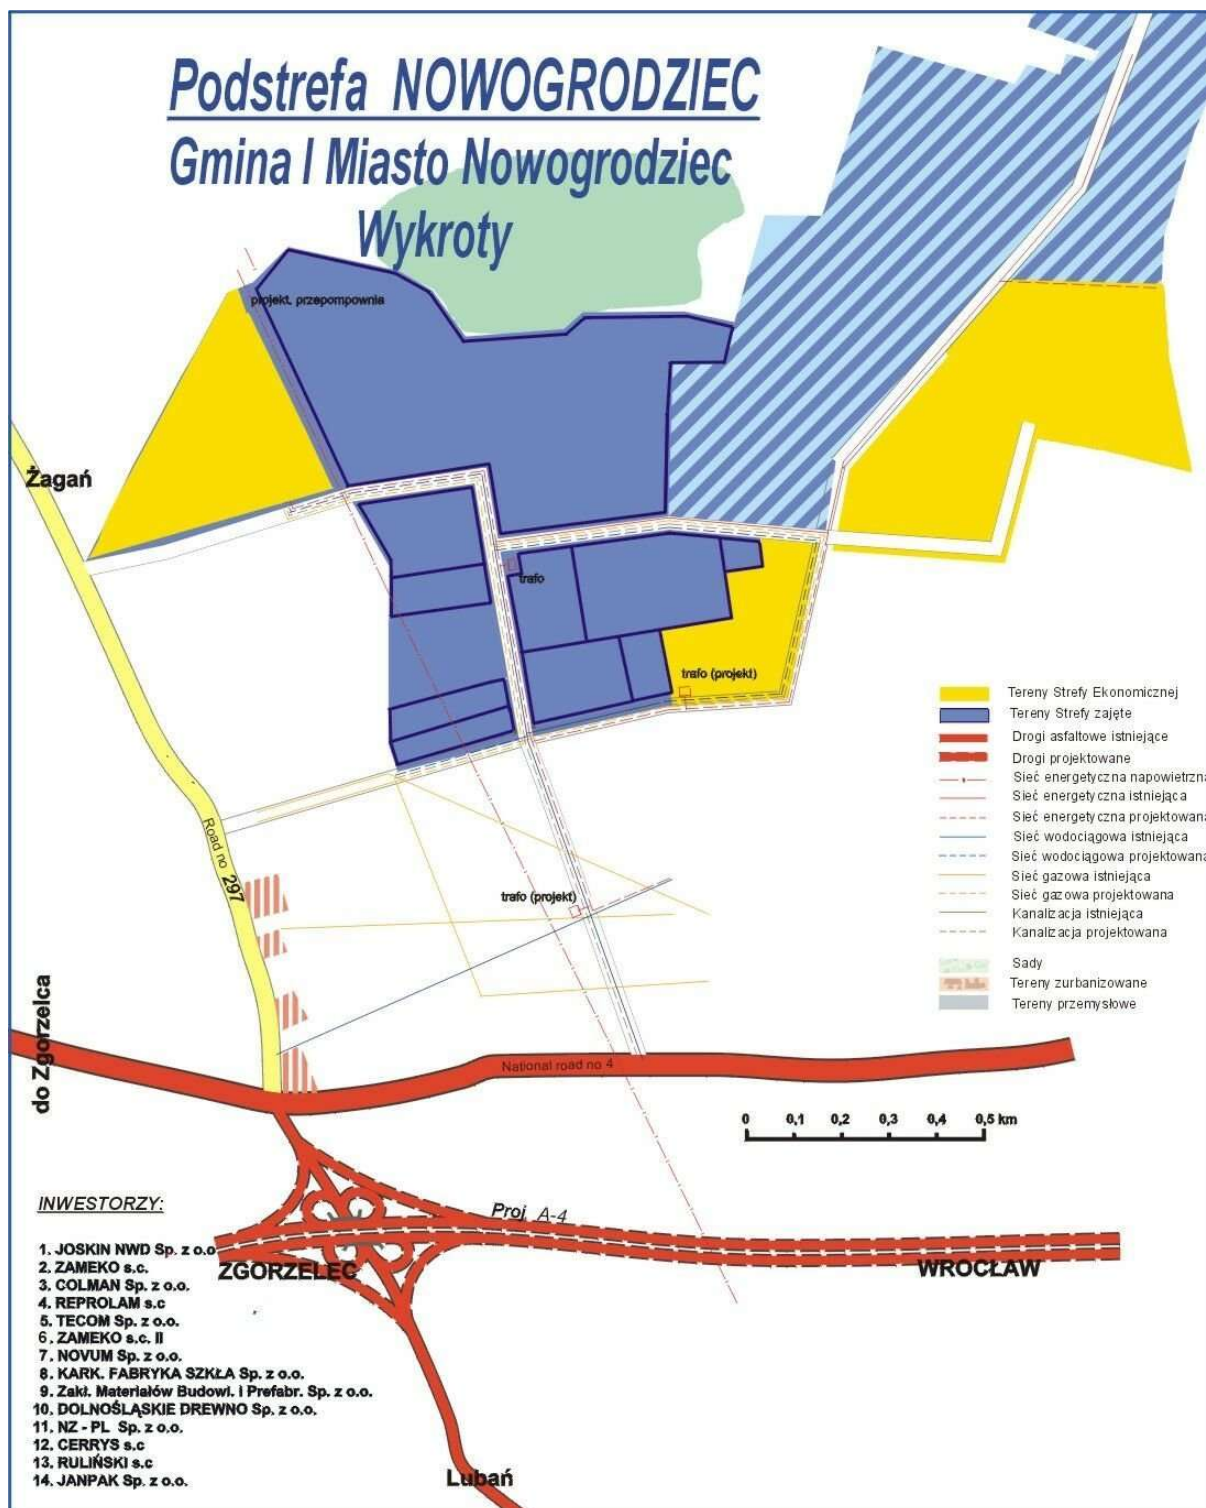 Podstrefa NOWOGRODZIEC
Gmina I Miasto Nowogrodziec
Wykroty
projekt. przepompownia
Żagań
trafo
trafo (projekt)
Tereny Strefy Ekonomicznej
Tereny Strefy zajęte
Drogi asfaltowe istniejące
Drogi projektowane
Sieć energetyczna napowietrzna
Sieć energetyczna istniejąca
Sieć energetyczna projektowana
Sieć wodociągowa istniejąca
Sieć wodociągowa projektowana
Sieć gazowa istniejąca
Sieć gazowa projektowana
Kanalizacja istniejąca
Kanalizacja projektowana
Sady
Tereny zurbanizowane
Tereny przemysłowe
Road no 297
trafo (projekt)
do Zgorzelca
National road no 4
0 0,1 0,2 0,3 0,4 0,5 km
Proj. A-4
ZGORZELEC
WROCŁAW
INWESTORZY:
1. JOSKIN NWD Sp. z o.o
2. ZAMEKO s.c.
3. COLMAN Sp. z o.o.
4. REPROLAM s.c
5. TECOM Sp. z o.o.
6. ZAMEKO s.c. II
7. NOVUM Sp. z o.o.
8. KARK. FABRYKA SZKŁA Sp. z o.o.
9. Zakł. Materiałów Budowl. i Prefabr. Sp. z o.o.
10. DOLNOŚLĄSKIE DREWNO Sp. z o.o.
11. NZ - PL Sp. z o.o.
12. CERRYS s.c
13. RULIŃSKI s.c
14. JANPAK Sp. z o.o.
Lubań